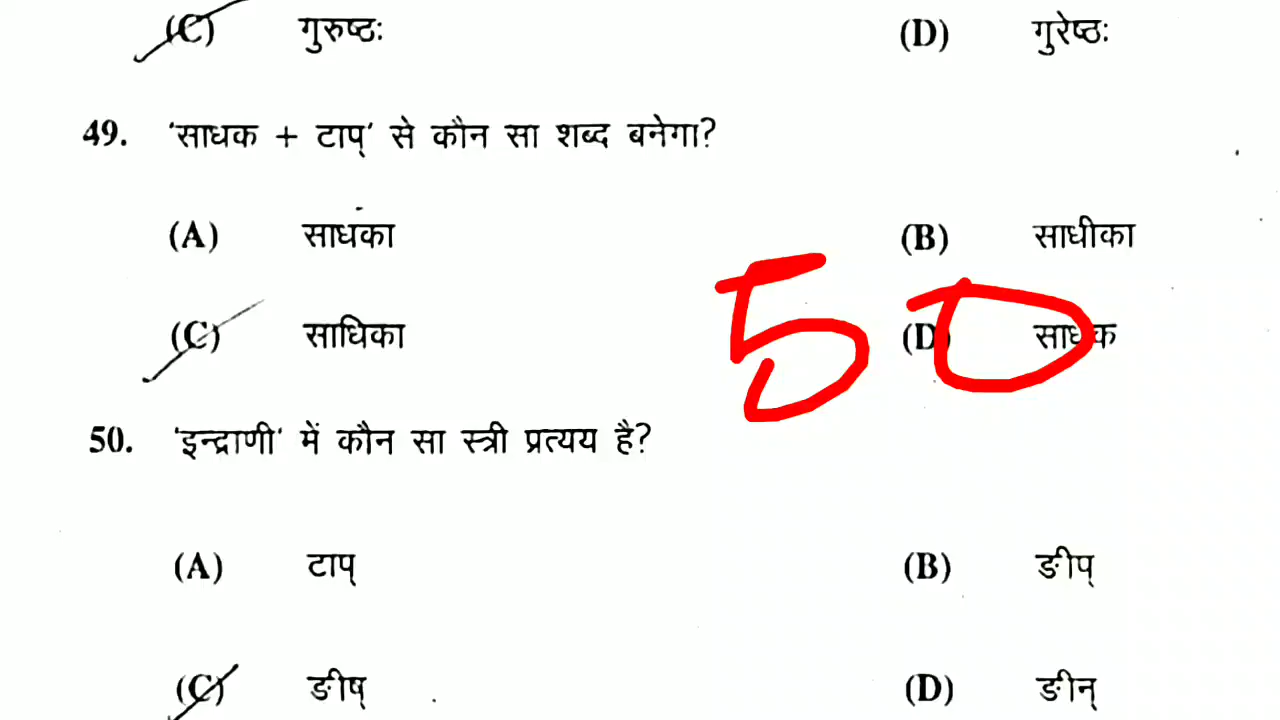 (C) गुरुष्ठः (D) गुरेष्ठः
49. 'साधक + टाप्' से कौन सा शब्द बनेगा?
(A) साधका (B) साधीका
(C) साधिका (D) साधक
50
50. 'इन्द्राणी' में कौन सा स्त्री प्रत्यय है?
(A) टाप् (B) ङीप्
(C) ङीष् (D) ङीन्